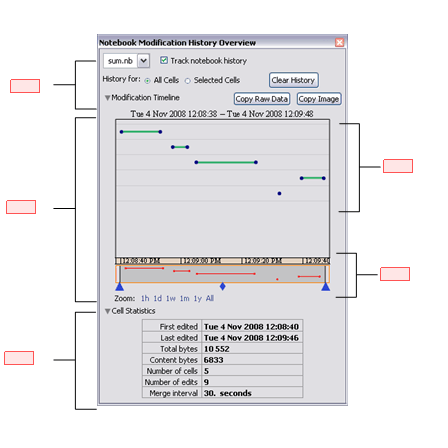 Notebook Modification History Overview
sum.nb Track notebook history
History for: All Cells Selected Cells Clear History
Modification Timeline Copy Raw Data Copy Image
Tue 4 Nov 2008 12:08:38 – Tue 4 Nov 2008 12:09:48
12:08:40 PM 12:09:00 PM 12:09:20 PM 12:09:40
Zoom: 1h 1d 1w 1m 1y All
Cell Statistics
First edited Tue 4 Nov 2008 12:08:40
Last edited Tue 4 Nov 2008 12:09:46
Total bytes 10 552
Content bytes 6833
Number of cells 5
Number of edits 9
Merge interval 30. seconds